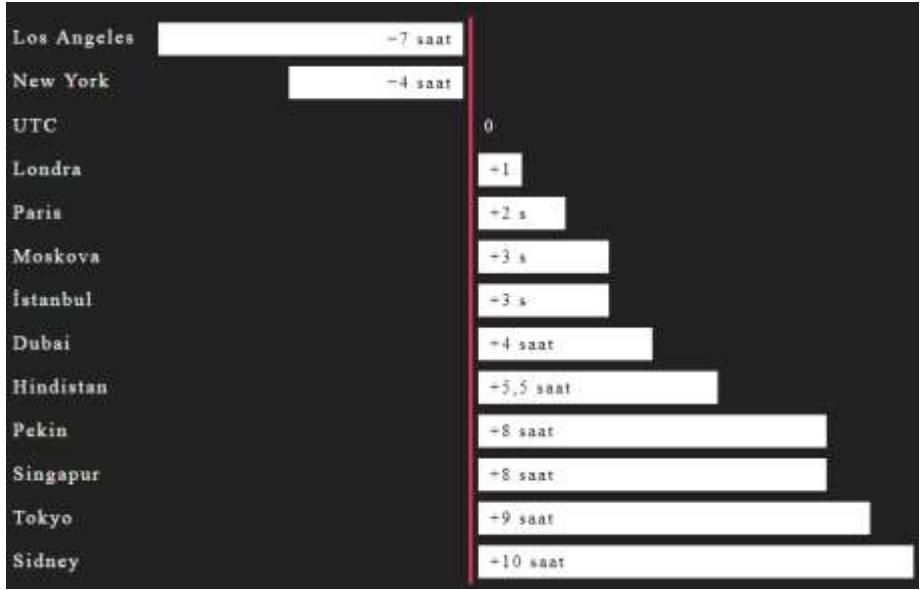 Los Angeles −7 saat
New York −4 saat
UTC 0
Londra +1
Paris +2 s
Moskova +3 s
İstanbul +3 s
Dubai +4 saat
Hindistan +5,5 saat
Pekin +8 saat
Singapur +8 saat
Tokyo +9 saat
Sidney +10 saat